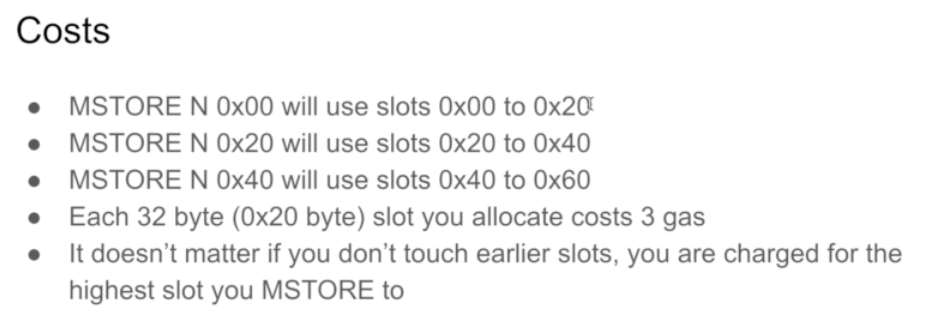 Costs
● MSTORE N 0x00 will use slots 0x00 to 0x20
● MSTORE N 0x20 will use slots 0x20 to 0x40
● MSTORE N 0x40 will use slots 0x40 to 0x60
● Each 32 byte (0x20 byte) slot you allocate costs 3 gas
● It doesn’t matter if you don’t touch earlier slots, you are charged for the
highest slot you MSTORE to